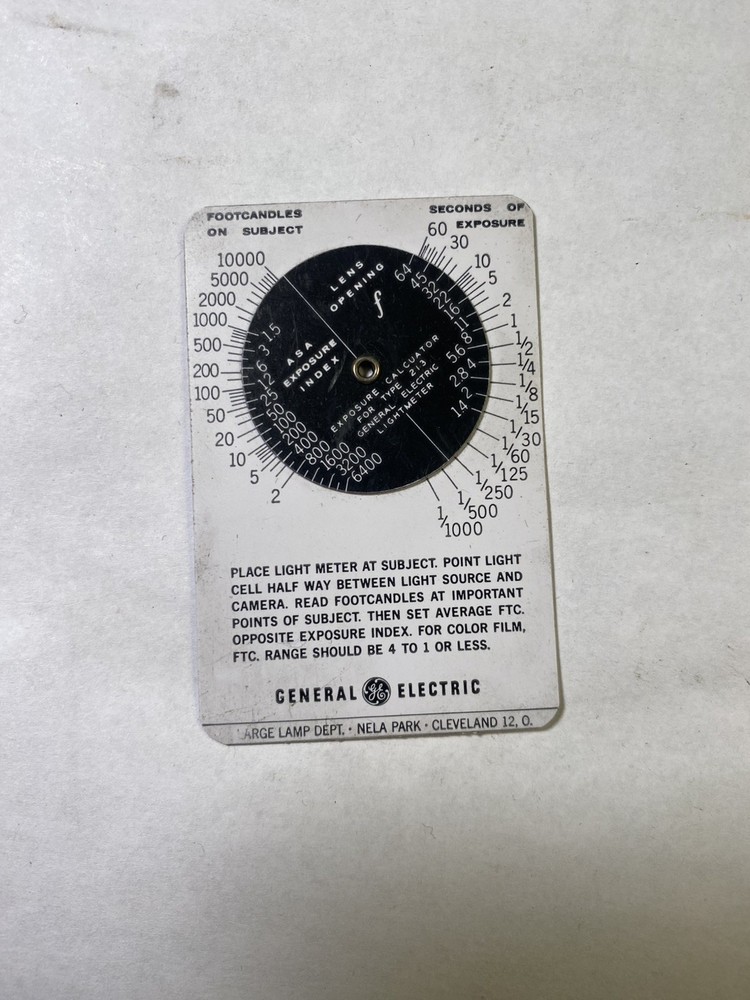 FOOTCANDLES
ON SUBJECT
SECONDS OF
EXPOSURE
10000
5000
2000
1000
500
200
100
50
20
10
5
2
60
30
10
5
2
1
1/2
1/4
1/8
1/15
1/30
1/60
1/125
1/250
1/500
1/1000
LENS
OPENING
f
64
45
32
22
16
11
8
5.6
4
2.8
2
1.4
ASA
EXPOSURE
INDEX
1.5
3
6
12
25
50
100
200
400
800
1600
3200
6400
EXPOSURE CALCUATOR
FOR TYPE 213
GENERAL ELECTRIC
LIGHTMETER
PLACE LIGHT METER AT SUBJECT. POINT LIGHT
CELL HALF WAY BETWEEN LIGHT SOURCE AND
CAMERA. READ FOOTCANDLES AT IMPORTANT
POINTS OF SUBJECT. THEN SET AVERAGE FTC.
OPPOSITE EXPOSURE INDEX. FOR COLOR FILM,
FTC. RANGE SHOULD BE 4 TO 1 OR LESS.
GENERAL GE ELECTRIC
LARGE LAMP DEPT. · NELA PARK · CLEVELAND 12, O.